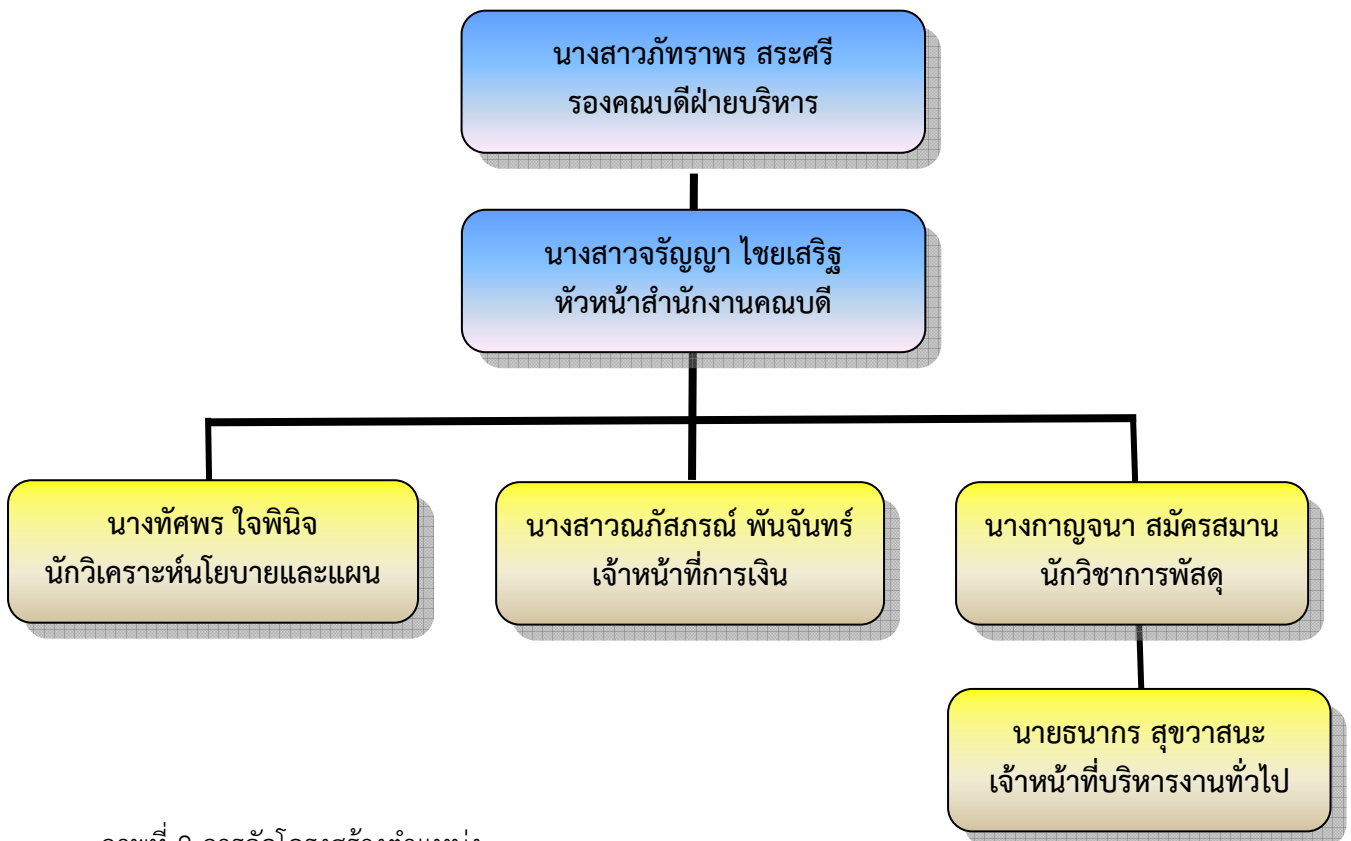 นางสาวภัทราพร สระศรี
รองคณบดีฝ่ายบริหาร
นางสาวจรัญญา ไชยเสริฐ
หัวหน้าสำนักงานคณบดี
นางทัศพร ใจพินิจ
นักวิเคราะห์นโยบายและแผน
นางสาวณภัสภรณ์ พันจันทร์
เจ้าหน้าที่การเงิน
นางกาญจนา สมัครสมาน
นักวิชาการพัสดุ
นายธนากร สุขวาสนะ
เจ้าหน้าที่บริหารงานทั่วไป